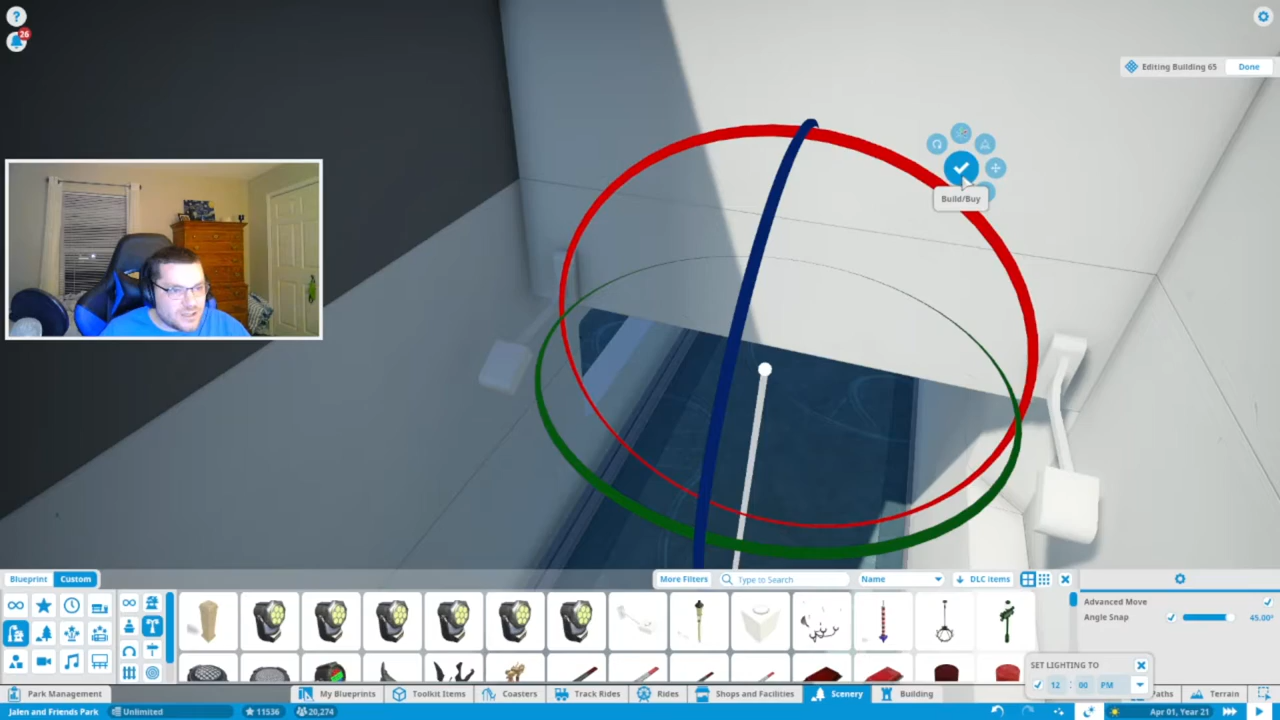 ?
26
Editing Building 65 Done
Build/Buy
Blueprint Custom
More Filters Type to Search Name DLC items
Advanced Move
Angle Snap 45.00°
SET LIGHTING TO
12 : 00 PM
Park Management My Blueprints Toolkit Items Coasters Track Rides Rides Shops and Facilities Scenery Building Paths Terrain
Jalen and Friends Park Unlimited 11536 20,274 Apr 01, Year 21